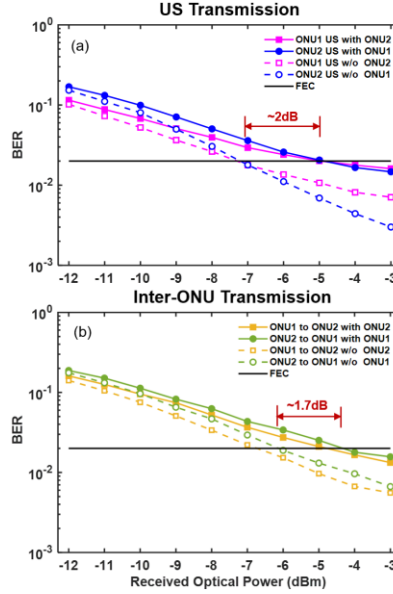 US Transmission
(a)
ONU1 US with ONU2
ONU2 US with ONU1
ONU1 US w/o ONU2
ONU2 US w/o ONU1
FEC
~2dB
BER
10^0
10^-1
10^-2
10^-3
-12 -11 -10 -9 -8 -7 -6 -5 -4 -3
Inter-ONU Transmission
(b)
ONU1 to ONU2 with ONU2
ONU2 to ONU1 with ONU1
ONU1 to ONU2 w/o ONU2
ONU2 to ONU1 w/o ONU1
FEC
~1.7dB
BER
10^0
10^-1
10^-2
10^-3
-12 -11 -10 -9 -8 -7 -6 -5 -4 -3
Received Optical Power (dBm)